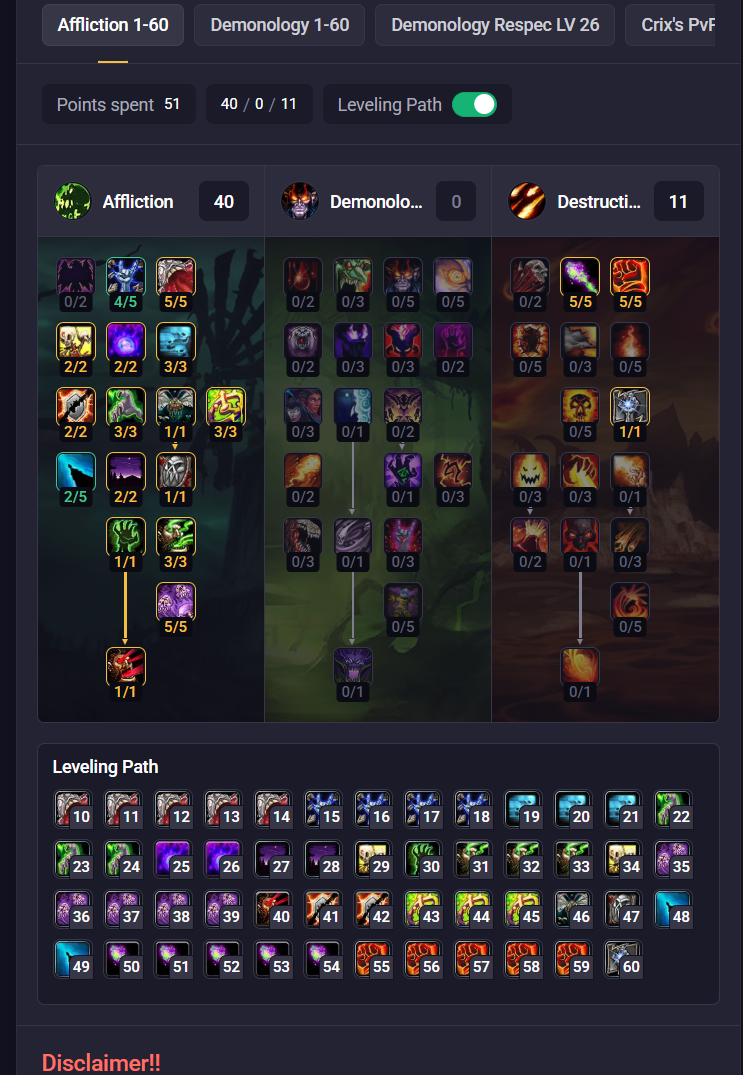 Affliction 1-60 Demonology 1-60 Demonology Respec LV 26 Crix's PvP
Points spent 51 40 / 0 / 11 Leveling Path
Affliction 40 Demonolo... 0 Destructi... 11
0/2 4/5 5/5 0/2 0/3 0/5 0/5 0/2 5/5 5/5
2/2 2/2 3/3 0/2 0/3 0/3 0/2 0/5 0/3 0/5
2/2 3/3 1/1 3/3 0/3 0/1 0/2 0/5 1/1
2/5 2/2 1/1 0/2 0/1 0/3 0/3 0/3 0/1
1/1 3/3 0/3 0/1 0/3 0/2 0/1 0/3
5/5 0/5 0/5
1/1 0/1 0/1
Leveling Path
10 11 12 13 14 15 16 17 18 19 20 21 22
23 24 25 26 27 28 29 30 31 32 33 34 35
36 37 38 39 40 41 42 43 44 45 46 47 48
49 50 51 52 53 54 55 56 57 58 59 60
Disclaimer!!